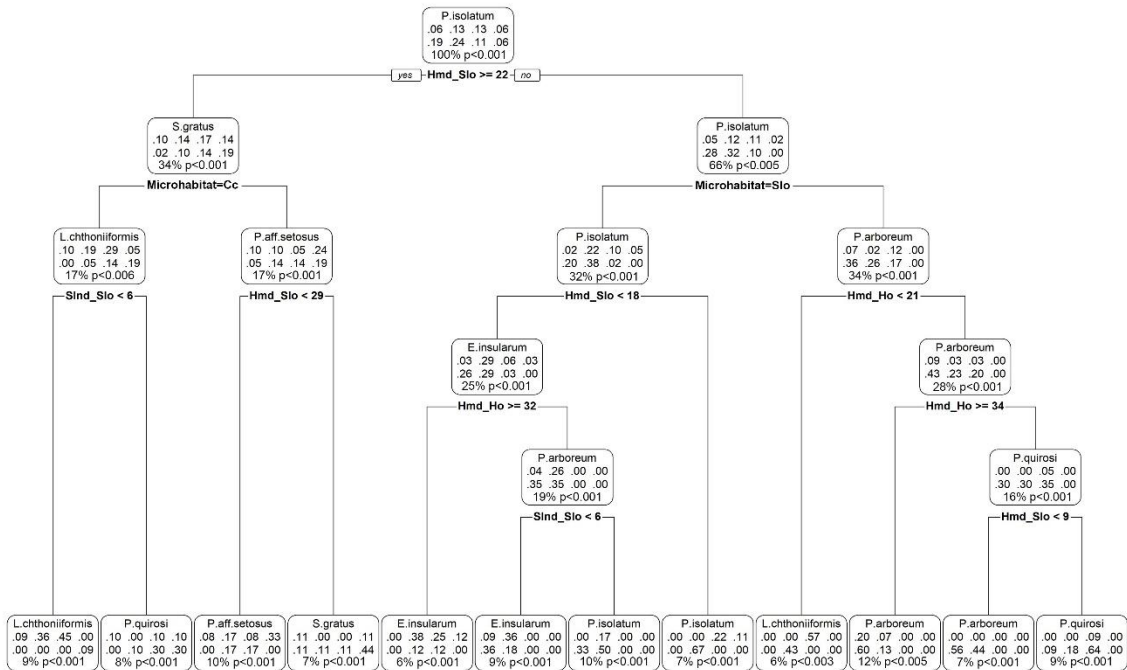 P.isolatum
.06 .13 .13 .06
.19 .24 .11 .06
100% p<0.001
yes Hmd_Slo >= 22 no
S.gratus
.10 .14 .17 .14
.02 .10 .14 .19
34% p<0.001
Microhabitat=Cc
P.isolatum
.05 .12 .11 .02
.28 .32 .10 .00
66% p<0.005
Microhabitat=Slo
L.chthoniiformis
.10 .19 .29 .05
.00 .05 .14 .19
17% p<0.006
Slnd_Slo < 6
P.aff.setosus
.10 .10 .05 .24
.05 .14 .14 .19
17% p<0.001
Hmd_Slo < 29
P.isolatum
.02 .22 .10 .05
.20 .38 .02 .00
32% p<0.001
Hmd_Slo < 18
P.arboreum
.07 .02 .12 .00
.36 .26 .17 .00
34% p<0.001
Hmd_Ho < 21
E.insularum
.03 .29 .06 .03
.26 .29 .03 .00
25% p<0.001
Hmd_Ho >= 32
P.arboreum
.09 .03 .03 .00
.43 .23 .20 .00
28% p<0.001
Hmd_Ho >= 34
P.arboreum
.04 .26 .00 .00
.35 .35 .00 .00
19% p<0.001
Slnd_Slo < 6
P.quirosi
.00 .00 .05 .00
.30 .30 .35 .00
16% p<0.001
Hmd_Slo < 9
L.chthoniiformis
.09 .36 .45 .00
.00 .00 .00 .09
9% p<0.001
P.quirosi
.10 .00 .10 .10
.00 .10 .30 .30
8% p<0.001
P.aff.setosus
.08 .17 .08 .33
.00 .17 .17 .00
10% p<0.001
S.gratus
.11 .00 .00 .11
.11 .11 .11 .44
7% p<0.001
E.insularum
.00 .38 .25 .12
.00 .12 .12 .00
6% p<0.001
E.insularum
.09 .36 .00 .00
.36 .18 .00 .00
9% p<0.001
P.isolatum
.00 .17 .00 .00
.33 .50 .00 .00
10% p<0.001
P.isolatum
.00 .00 .22 .11
.00 .67 .00 .00
7% p<0.001
L.chthoniiformis
.00 .00 .57 .00
.00 .43 .00 .00
6% p<0.003
P.arboreum
.20 .07 .00 .00
.60 .13 .00 .00
12% p<0.005
P.arboreum
.00 .00 .00 .00
.56 .44 .00 .00
7% p<0.001
P.quirosi
.00 .00 .09 .00
.09 .18 .64 .00
9% p<0.001